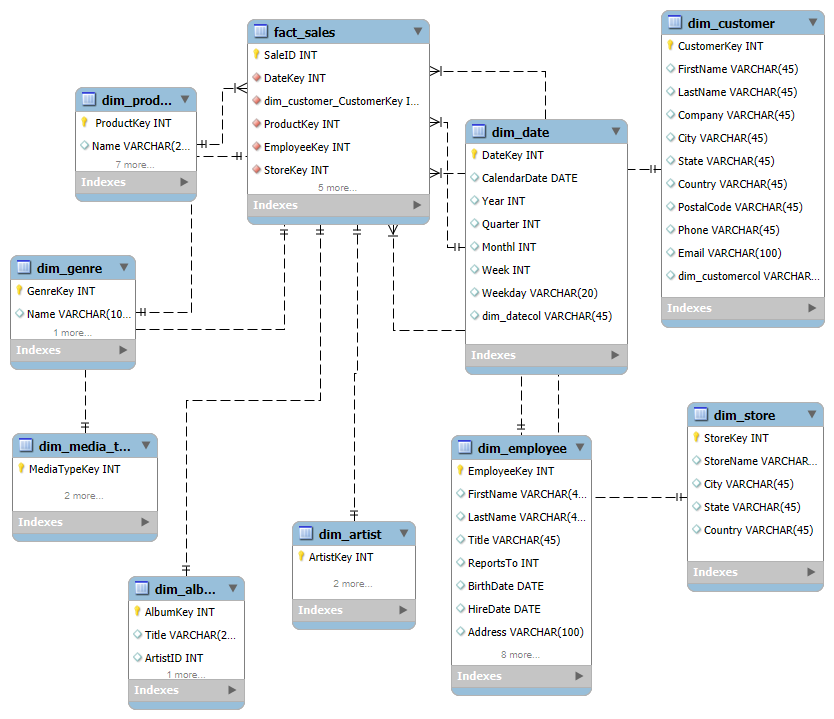 fact_sales
SaleID INT
DateKey INT
dim_customer_CustomerKey I...
ProductKey INT
EmployeeKey INT
StoreKey INT
5 more...
Indexes
dim_customer
CustomerKey INT
FirstName VARCHAR(45)
LastName VARCHAR(45)
Company VARCHAR(45)
City VARCHAR(45)
State VARCHAR(45)
Country VARCHAR(45)
PostalCode VARCHAR(45)
Phone VARCHAR(45)
Email VARCHAR(100)
dim_customercol VARCHAR...
Indexes
dim_prod...
ProductKey INT
Name VARCHAR(2...
7 more...
Indexes
dim_date
DateKey INT
CalendarDate DATE
Year INT
Quarter INT
Monthl INT
Week INT
Weekday VARCHAR(20)
dim_datecol VARCHAR(45)
Indexes
dim_genre
GenreKey INT
Name VARCHAR(10...
1 more...
Indexes
dim_media_t...
MediaTypeKey INT
2 more...
Indexes
dim_store
StoreKey INT
StoreName VARCHAR...
City VARCHAR(45)
State VARCHAR(45)
Country VARCHAR(45)
Indexes
dim_employee
EmployeeKey INT
FirstName VARCHAR(4...
LastName VARCHAR(4...
Title VARCHAR(45)
ReportsTo INT
BirthDate DATE
HireDate DATE
Address VARCHAR(100)
8 more...
Indexes
dim_artist
ArtistKey INT
2 more...
Indexes
dim_alb...
AlbumKey INT
Title VARCHAR(2...
ArtistID INT
1 more...
Indexes